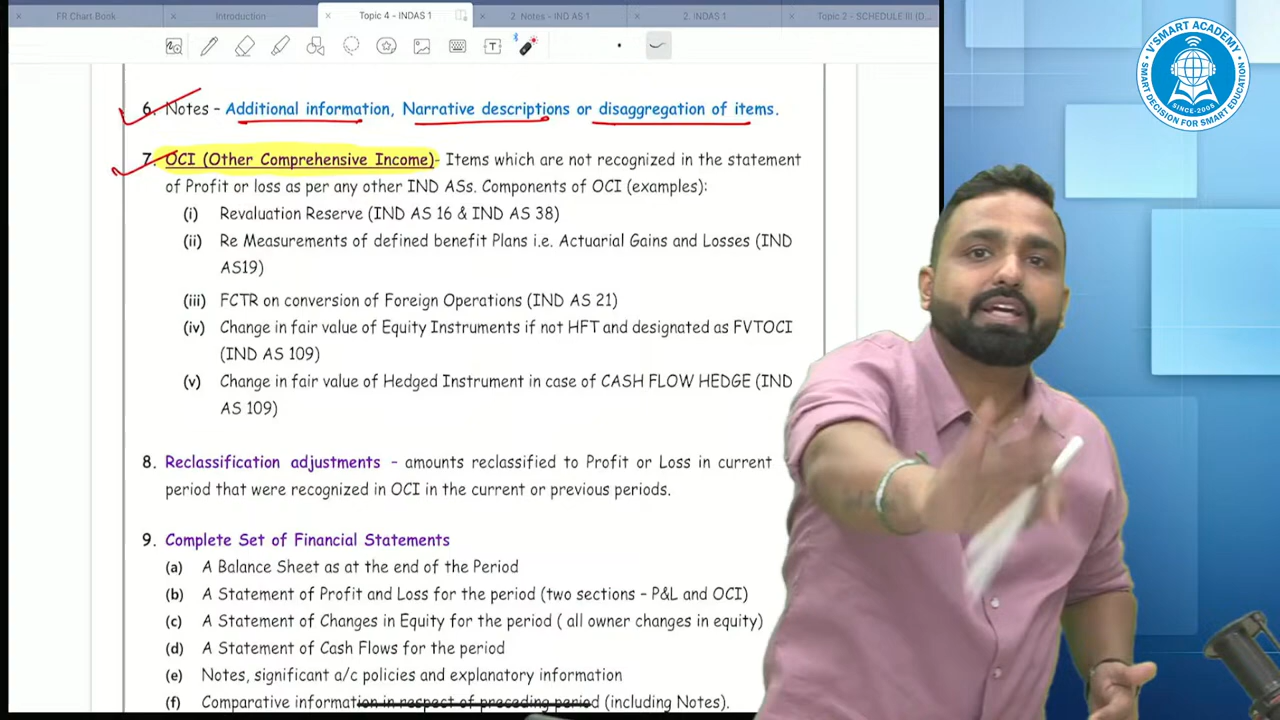 FR Chart Book
Introduction
Topic 4 - INDAS 1
2 Notes - IND AS 1
2. INDAS 1
Topic 2 - SCHEDULE III (D...
6. Notes – Additional information, Narrative descriptions or disaggregation of items.
7. OCI (Other Comprehensive Income)- Items which are not recognized in the statement
of Profit or loss as per any other IND ASs. Components of OCI (examples):
(i) Revaluation Reserve (IND AS 16 & IND AS 38)
(ii) Re Measurements of defined benefit Plans i.e. Actuarial Gains and Losses (IND
AS19)
(iii) FCTR on conversion of Foreign Operations (IND AS 21)
(iv) Change in fair value of Equity Instruments if not HFT and designated as FVTOCI
(IND AS 109)
(v) Change in fair value of Hedged Instrument in case of CASH FLOW HEDGE (IND
AS 109)
8. Reclassification adjustments – amounts reclassified to Profit or Loss in current
period that were recognized in OCI in the current or previous periods.
9. Complete Set of Financial Statements
(a) A Balance Sheet as at the end of the Period
(b) A Statement of Profit and Loss for the period (two sections – P&L and OCI)
(c) A Statement of Changes in Equity for the period ( all owner changes in equity)
(d) A Statement of Cash Flows for the period
(e) Notes, significant a/c policies and explanatory information
(f) Comparative information in respect of preceding period (including Notes).
V'SMART ACADEMY
SINCE-2005
SMART DECISION FOR SMART EDUCATION